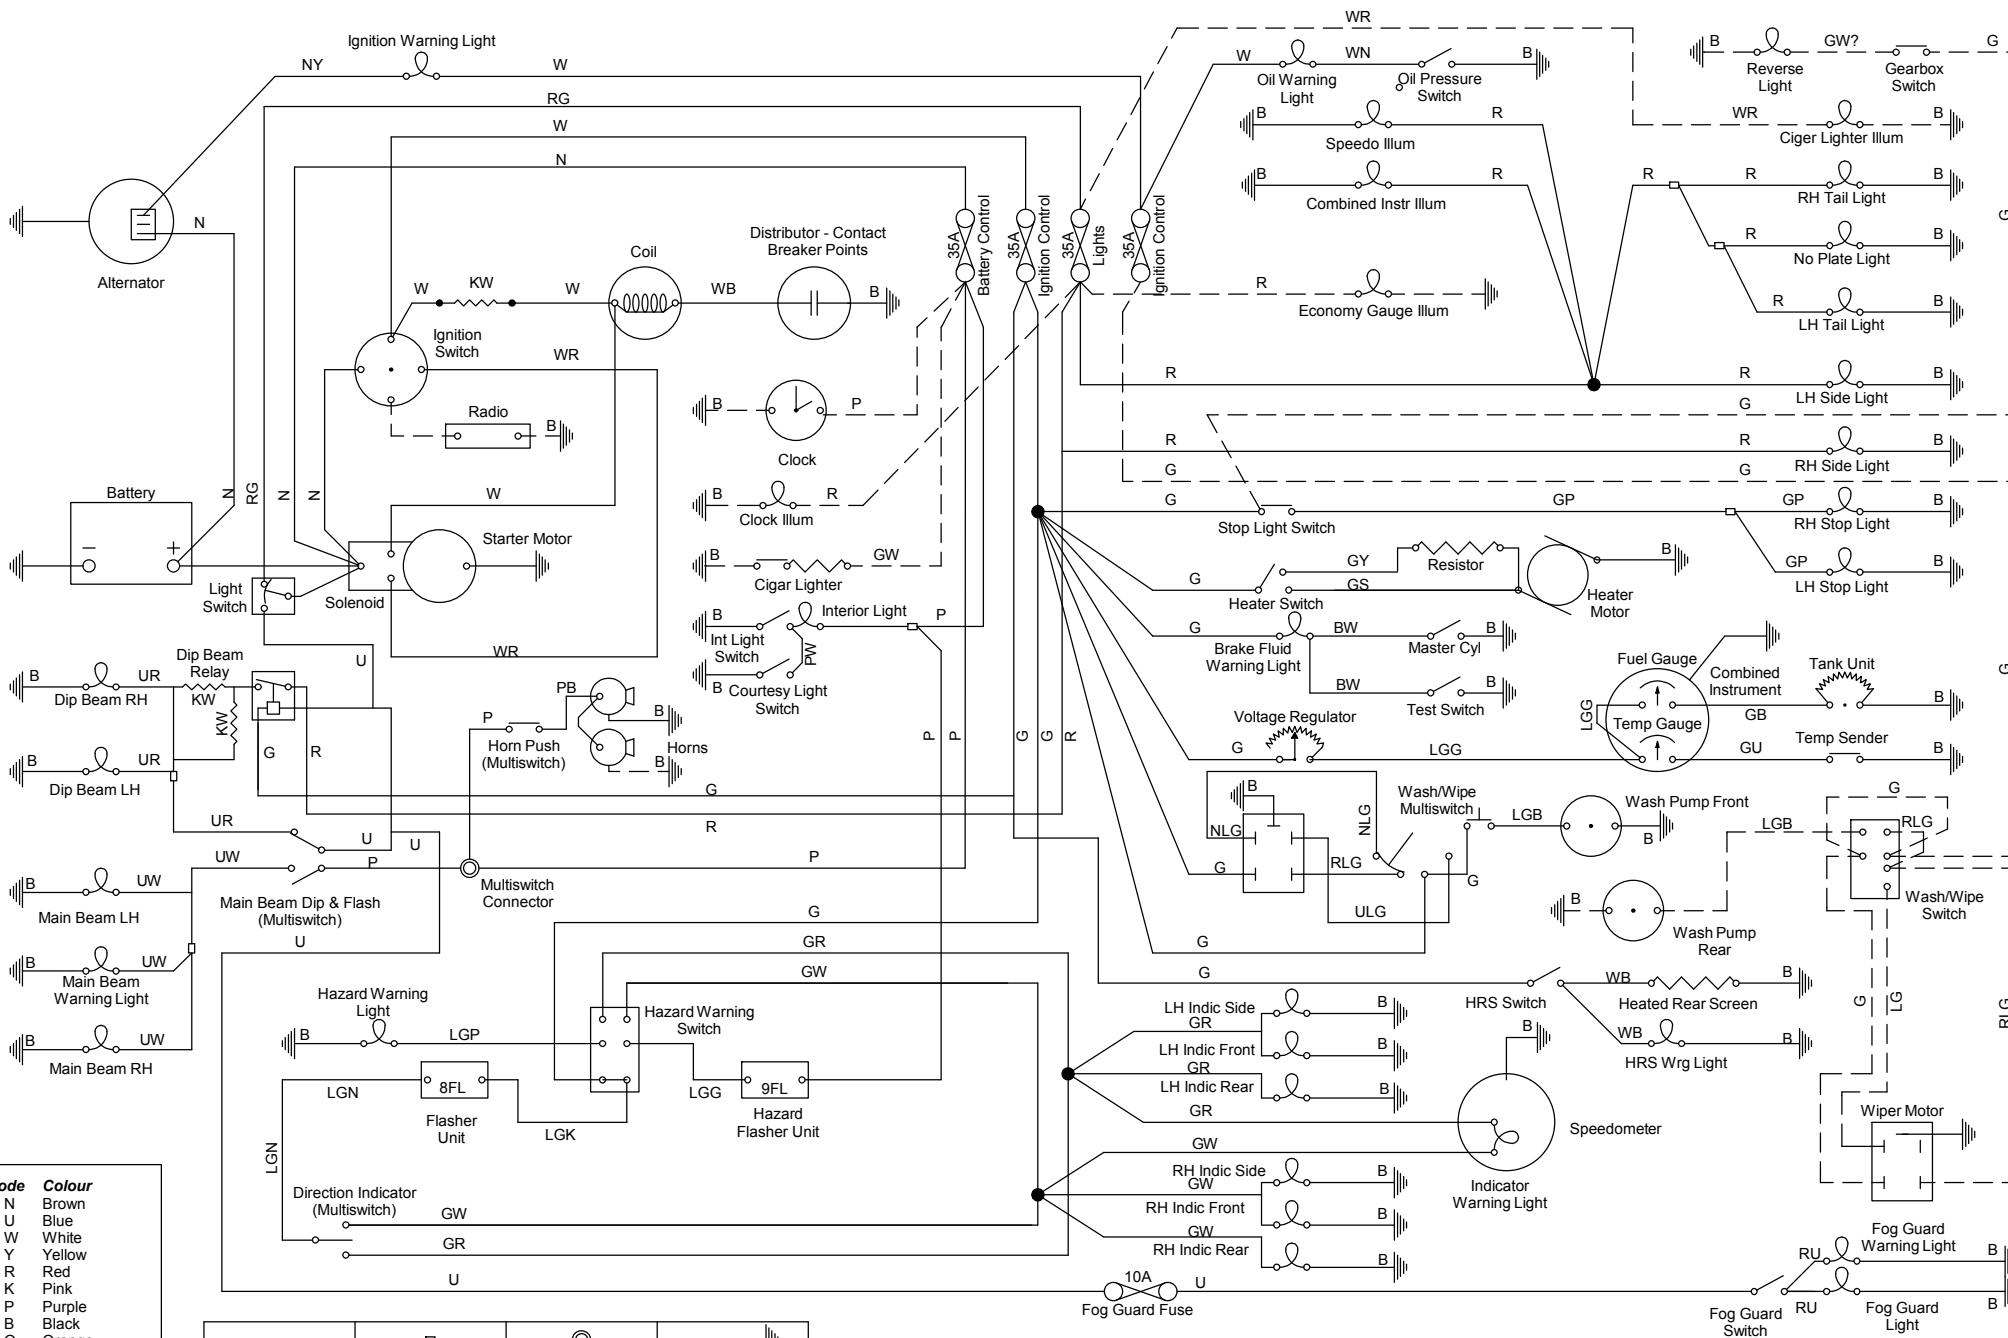 Ignition Warning Light
NY
W
RG
W
N
WR
W
Oil Warning
Light
WN
Oil Pressure
Switch
B
B
Reverse
Light
GW?
Gearbox
Switch
G
B
Speedo Illum
R
WR
Ciger Lighter Illum
B
B
Combined Instr Illum
R
R
R
RH Tail Light
B
R
No Plate Light
B
R
LH Tail Light
B
G
Alternator
N
35A
Battery Control
35A
Ignition Control
35A
Lights
35A
Ignition Control
Coil
Distributor - Contact
Breaker Points
W
KW
W
WB
B
Ignition
Switch
WR
R
Economy Gauge Illum
Radio
B
B
P
Clock
R
R
LH Side Light
B
G
R
R
RH Side Light
B
G
G
Battery
–
+
N
RG
N
N
W
Starter Motor
Solenoid
Light
Switch
B
R
Clock Illum
G
Stop Light Switch
GP
GP
RH Stop Light
B
GP
LH Stop Light
B
B
GW
Cigar Lighter
G
Heater Switch
GY
GS
Resistor
Heater
Motor
B
B
Int Light
Switch
Interior Light
P
PW
B
Courtesy Light
Switch
WR
G
Brake Fluid
Warning Light
BW
Master Cyl
B
BW
Test Switch
B
Fuel Gauge
Combined
Instrument
Tank Unit
LGG
Temp Gauge
GB
B
G
U
B
UR
Dip Beam RH
Dip Beam
Relay
KW
KW
B
UR
Dip Beam LH
G
R
P
PB
Horn Push
(Multiswitch)
B
Horns
B
P
P
G
G
R
Voltage Regulator
G
LGG
GU
Temp Sender
B
G
R
UR
U
U
UW
P
P
Multiswitch
Connector
Main Beam Dip & Flash
(Multiswitch)
B
UW
Main Beam LH
B
UW
Main Beam
Warning Light
B
UW
Main Beam RH
U
B
NLG
NLG
G
Wash/Wipe
Multiswitch
RLG
G
ULG
LGB
Wash Pump Front
B
LGB
G
RLG
Wash/Wipe
Switch
B
Wash Pump
Rear
G
GR
GW
G
G
HRS Switch
WB
Heated Rear Screen
B
WB
HRS Wrg Light
B
G
LG
RLG
Hazard Warning
Light
B
LGP
Hazard Warning
Switch
LGN
8FL
Flasher
Unit
LGK
LGG
9FL
Hazard
Flasher Unit
LH Indic Side
GR
B
LH Indic Front
B
GR
LH Indic Rear
B
GR
B
Speedometer
GW
Indicator
Warning Light
RH Indic Side
GW
B
RH Indic Front
B
GW
RH Indic Rear
B
Wiper Motor
LGN
Direction Indicator
(Multiswitch)
GW
GR
U
10A
U
Fog Guard Fuse
Fog Guard
Switch
RU
Fog Guard
Warning Light
B
RU
Fog Guard
Light
B
ode Colour
N Brown
U Blue
W White
Y Yellow
R Red
K Pink
P Purple
B Black